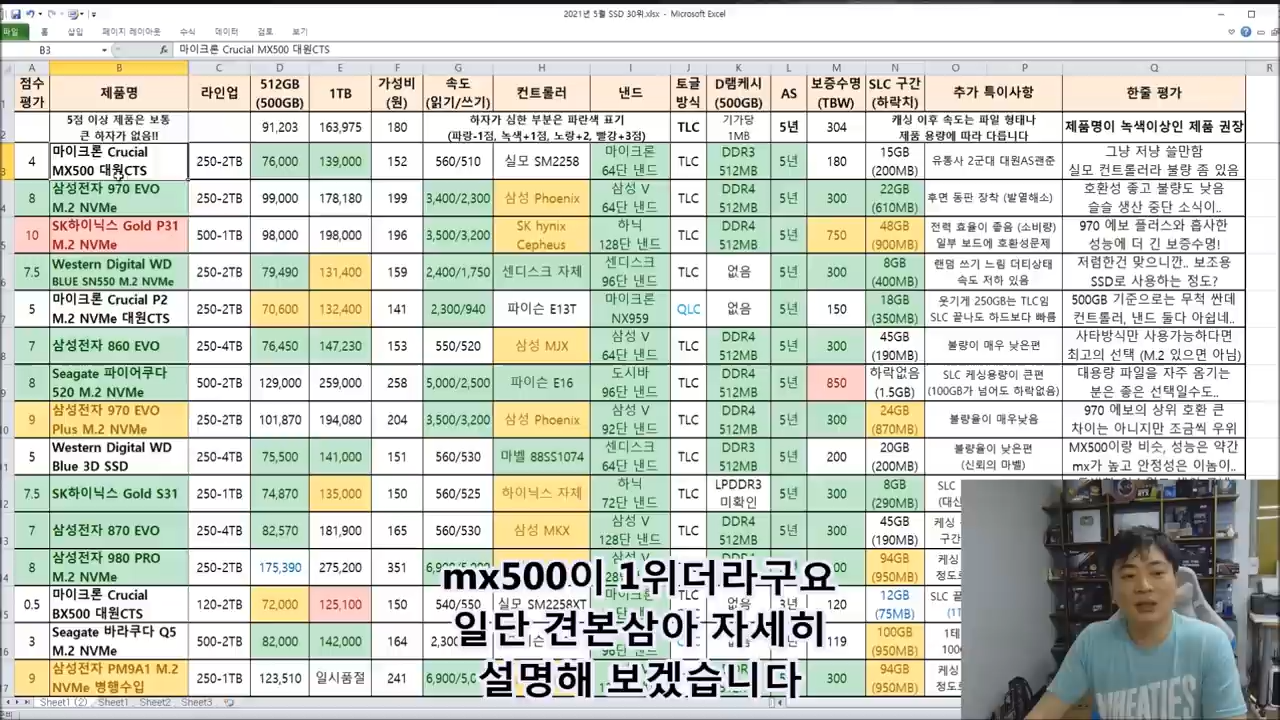 2021년 5월 SSD 30위.xlsx - Microsoft Excel
파일 홈 삽입 페이지 레이아웃 수식 데이터 검토 보기
B3 fx 마이크론 Crucial MX500 대원CTS
A B C D E F G H I J K L M N O P Q R
점수 평가 제품명 라인업 512GB (500GB) 1TB 가성비 (원) 속도 (읽기/쓰기) 컨트롤러 낸드 토글 방식 D램케시 (500GB) AS 보증수명 (TBW) SLC 구간 (하락치) 추가 특이사항 한줄 평가
5점 이상 제품은 보통 큰 하자가 없음!! 91,203 163,975 180 하자가 심한 부분은 파란색 표기 (파랑-1점, 녹색+1점, 노랑+2, 빨강+3점) TLC 기가당 1MB 5년 304 캐싱 이후 속도는 파일 형태나 제품 용량에 따라 다릅니다 제품명이 녹색이상인 제품 권장
4 마이크론 Crucial MX500 대원CTS 250-2TB 76,000 139,000 152 560/510 실모 SM2258 마이크론 64단 낸드 TLC DDR3 512MB 5년 180 15GB (200MB) 유통사 2군대 대원AS괜준 그냥 저냥 쓸만함 실모 컨트롤러라 불량 좀 있음
8 삼성전자 970 EVO M.2 NVMe 250-2TB 99,000 178,180 199 3,400/2,300 삼성 Phoenix 삼성 V 64단 낸드 TLC DDR4 512MB 5년 300 22GB (610MB) 후면 동판 장착 (발열해소) 호환성 좋고 불량도 낮음 슬슬 생산 중단 소식이..
10 SK하이닉스 Gold P31 M.2 NVMe 500-1TB 98,000 198,000 196 3,500/3,200 SK hynix Cepheus 하닉 128단 낸드 TLC DDR4 512MB 5년 750 48GB (900MB) 전력 효율이 좋음 (소비량) 일부 보드에 호환성문제 970 에보 플러스와 흡사한 성능에 더 긴 보증수명!
7.5 Western Digital WD BLUE SN550 M.2 NVMe 250-2TB 79,490 131,400 159 2,400/1,750 센디스크 자체 센디스크 96단 낸드 TLC 없음 5년 300 8GB (400MB) 랜덤 쓰기 느림 더티상태 속도 저하 있음 저렴한건 맞으니깐.. 보조용 SSD로 사용하는 정도?
5 마이크론 Crucial P2 M.2 NVMe 대원CTS 250-2TB 70,600 132,400 141 2,300/940 파이슨 E13T 마이크론 NX959 QLC 없음 5년 150 18GB (350MB) 웃기게 250GB는 TLC임 SLC 끝나도 하드보다 빠름 500GB 기준으로는 무척 싼데 컨트롤러, 낸드 둘다 아쉽네..
7 삼성전자 860 EVO 250-4TB 76,450 147,230 153 550/520 삼성 MJX 삼성 V 64단 낸드 TLC DDR4 512MB 5년 300 45GB (190MB) 불량이 매우 낮은편 사타방식만 사용가능하다면 최고의 선택 (M.2 있으면 아님)
8 Seagate 파이어쿠다 520 M.2 NVMe 500-2TB 129,000 259,000 258 5,000/2,500 파이슨 E16 도시바 96단 낸드 TLC DDR4 512MB 5년 850 하락없음 (1.5GB) SLC 케싱용량이 큰편 (100GB가 넘어도 하락없음) 대용량 파일을 자주 옴기는 분은 좋은 선택일수도..
9 삼성전자 970 EVO Plus M.2 NVMe 250-2TB 101,870 194,080 204 3,500/3,200 삼성 Phoenix 삼성 V 92단 낸드 TLC DDR4 512MB 5년 300 24GB (870MB) 불량율이 매우낮음 970 에보의 상위 호환 큰 차이는 아니지만 조금씩 우위
5 Western Digital WD Blue 3D SSD 250-4TB 75,500 141,000 151 560/530 마벨 88SS1074 센디스크 64단 낸드 TLC DDR3 512MB 5년 200 20GB (200MB) 불량율이 낮은편 (신뢰의 마벨) MX500이랑 비슷, 성능은 약간 mx가 높고 안정성은 이놈이..
7.5 SK하이닉스 Gold S31 250-1TB 74,870 135,000 150 560/525 하이닉스 자체 하닉 72단 낸드 TLC LPDDR3 미확인 5년 300 8GB (290MB) SLC
7 삼성전자 870 EVO 250-4TB 82,570 181,900 165 560/530 삼성 MKX 삼성 V 128단 낸드 TLC DDR4 512MB 5년 300 45GB (190MB) 케싱 구간
8 삼성전자 980 PRO M.2 NVMe 250-2TB 175,390 275,200 351 300 94GB (950MB) 케싱 정도
0.5 마이크론 Crucial BX500 대원CTS 120-2TB 72,000 125,100 150 540/550 실모 SM2258XT 없음 120 12GB (75MB) SLC
3 Seagate 바라쿠다 Q5 M.2 NVMe 500-2TB 82,000 142,000 164 119 100GB (950MB)
9 삼성전자 PM9A1 M.2 NVMe 병행수입 250-1TB 123,510 일시품절 241 300 94GB (950MB) 케싱 정도
mx500이 1위더라구요
일단 견본삼아 자세히
설명해 보겠습니다
Sheet1 (2) Sheet1 Sheet2 Sheet3